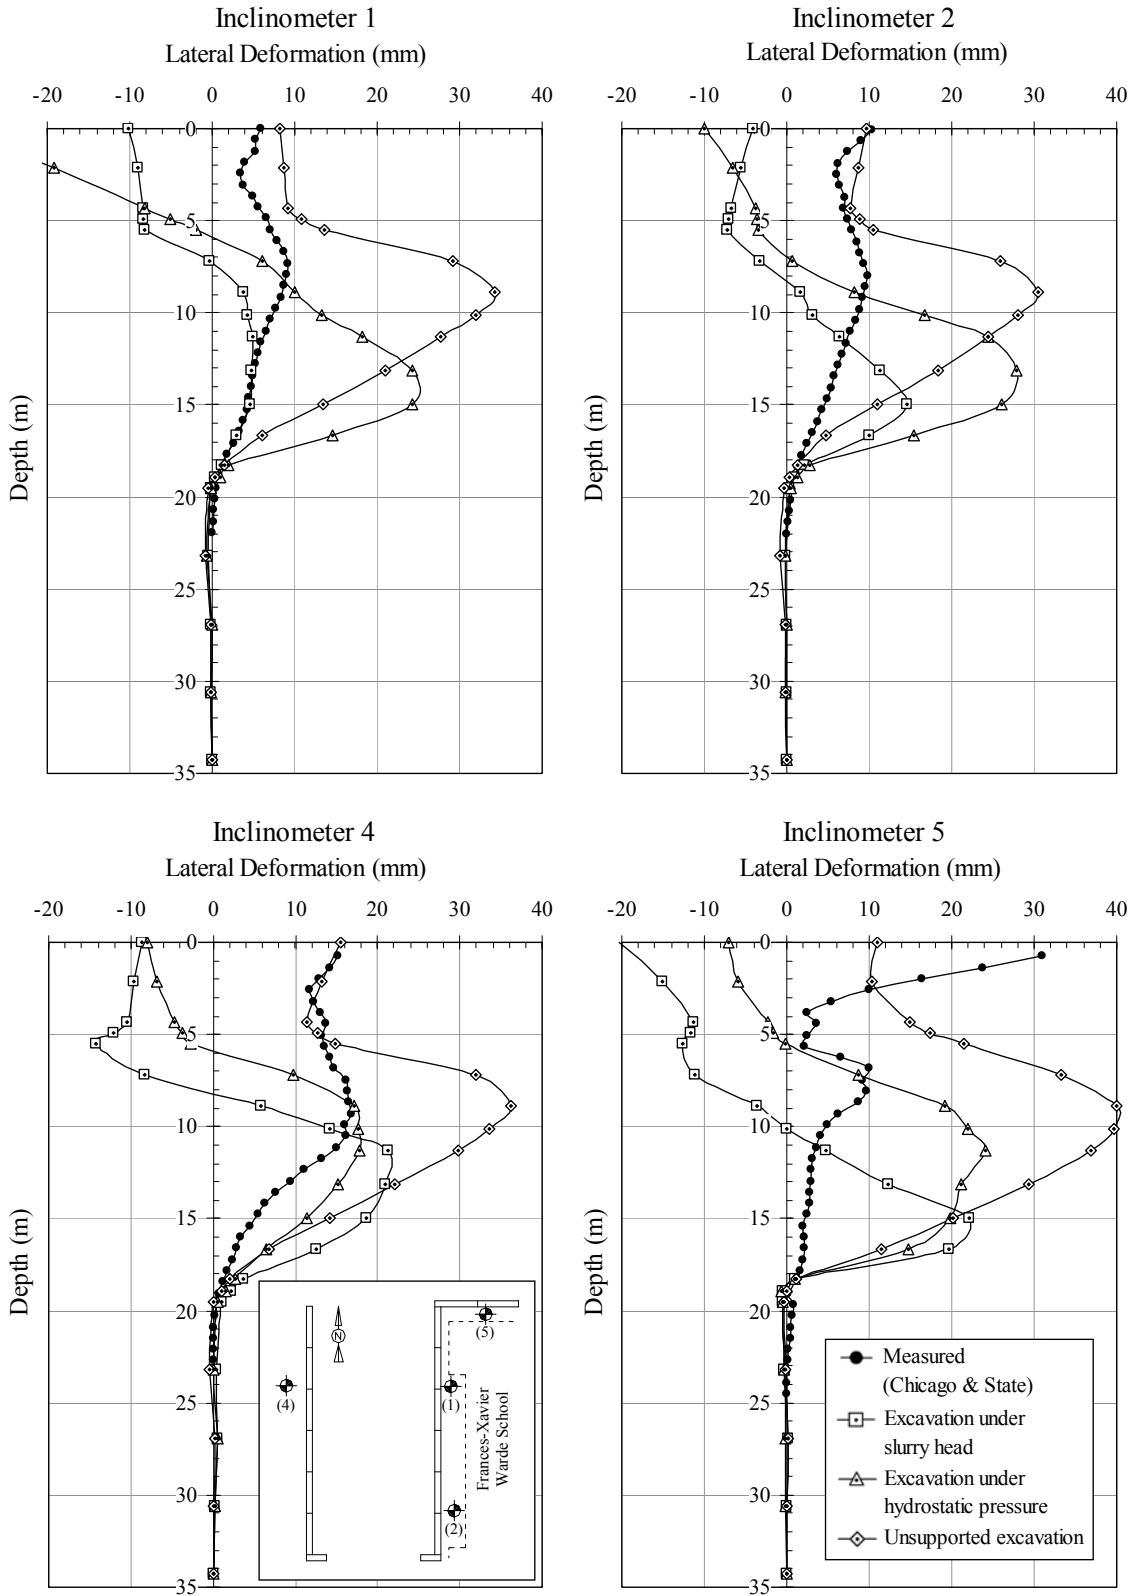 Inclinometer 1
Lateral Deformation (mm)
-20 -10 0 10 20 30 40
0
5
10
15
20
25
30
35
Depth (m)
Inclinometer 2
Lateral Deformation (mm)
-20 -10 0 10 20 30 40
0
5
10
15
20
25
30
35
Depth (m)
Inclinometer 4
Lateral Deformation (mm)
-20 -10 0 10 20 30 40
0
5
10
15
20
25
30
35
Depth (m)
N
(4)
(5)
(1)
(2)
Frances-Xavier
Warde School
Inclinometer 5
Lateral Deformation (mm)
-20 -10 0 10 20 30 40
0
5
10
15
20
25
30
35
Depth (m)
Measured
(Chicago & State)
Excavation under
slurry head
Excavation under
hydrostatic pressure
Unsupported excavation